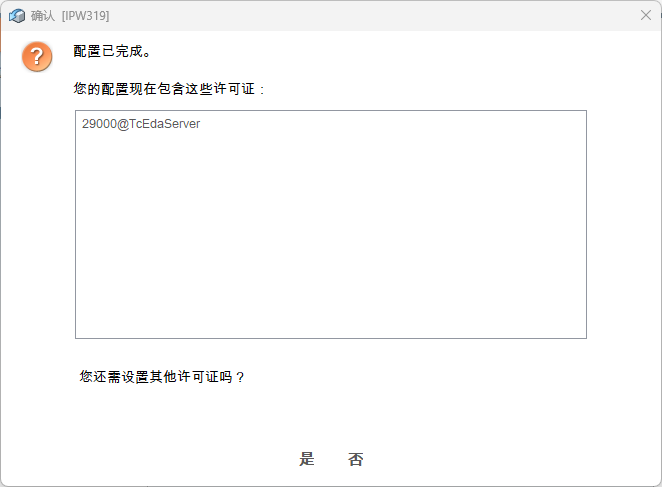 确认 [IPW319]
配置已完成。
您的配置现在包含这些许可证：
29000@TcEdaServer
您还需设置其他许可证吗？
是 否